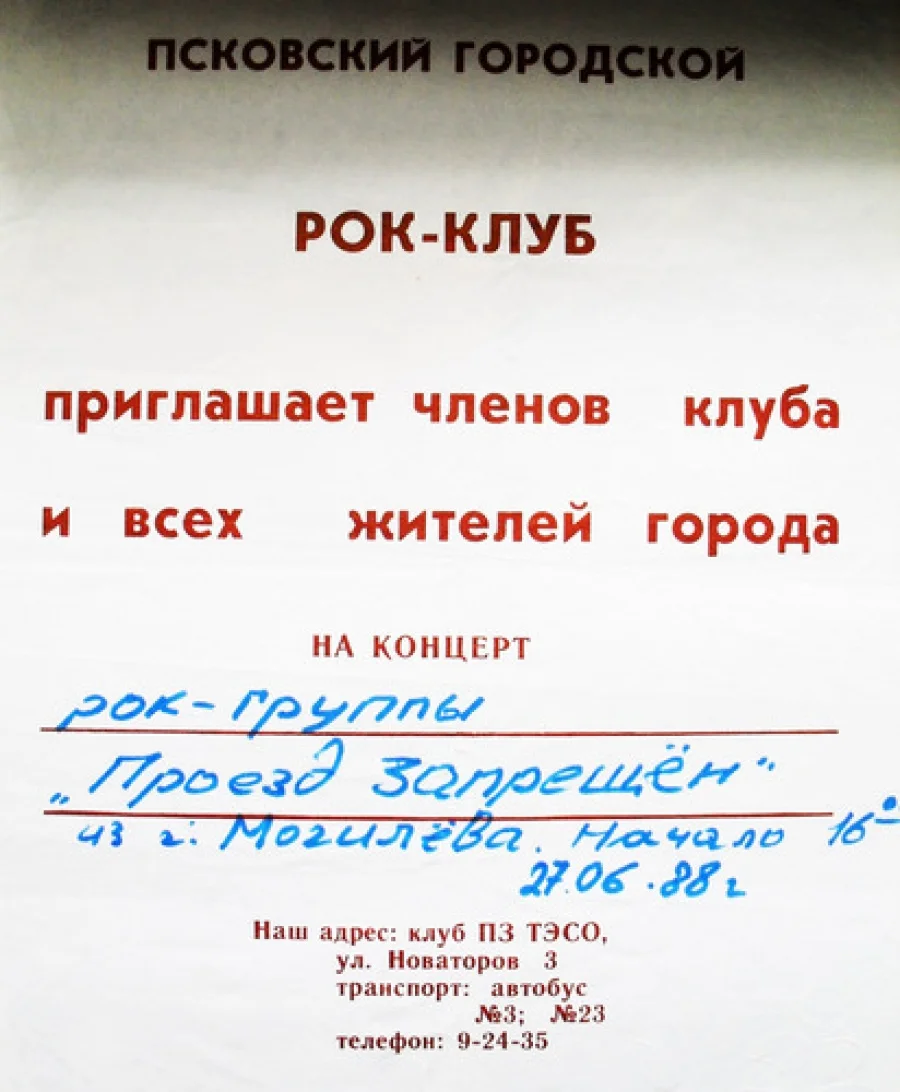 ПСКОВСКИЙ ГОРОДСКОЙ
РОК-КЛУБ
приглашает членов клуба
и всех жителей города
НА КОНЦЕРТ
рок-группы
„Проезд Запрещён"
из г. Могилёва. Начало 16⁰
27.06.88 г
Наш адрес: клуб ПЗ ТЭСО,
ул. Новаторов 3
транспорт: автобус
№3; №23
телефон: 9-24-35